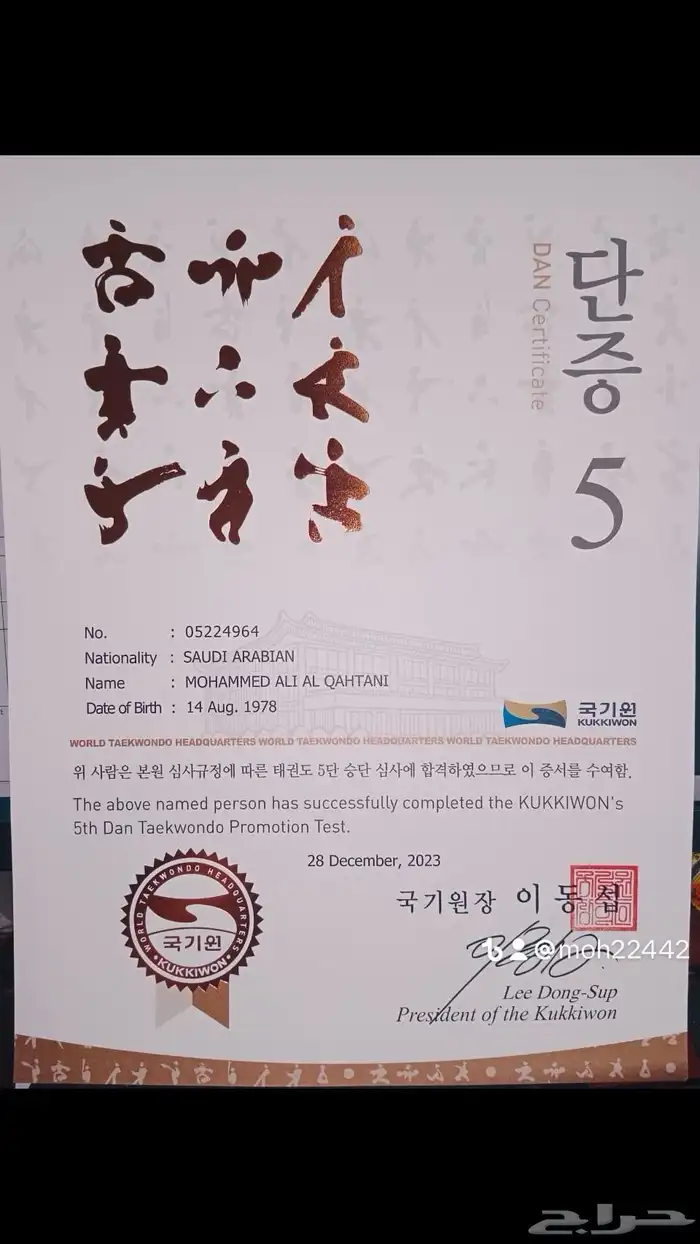 단증 5
DAN Certificate
No. : 05224964
Nationality : SAUDI ARABIAN
Name : MOHAMMED ALI AL QAHTANI
Date of Birth : 14 Aug. 1978
국기원
KUKKIWON
WORLD TAEKWONDO HEADQUARTERS WORLD TAEKWONDO HEADQUARTERS WORLD TAEKWONDO HEADQUARTERS
위 사람은 본원 심사규정에 따른 태권도 5단 승단 심사에 합격하였으므로 이 증서를 수여함.
The above named person has successfully completed the KUKKIWON's
5th Dan Taekwondo Promotion Test.
28 December, 2023
WORLD TAEKWONDO HEADQUARTERS
국기원
•KUKKIWON•
국기원장 이동섭
@moh22442
Lee Dong-Sup
President of the Kukkiwon
حراج